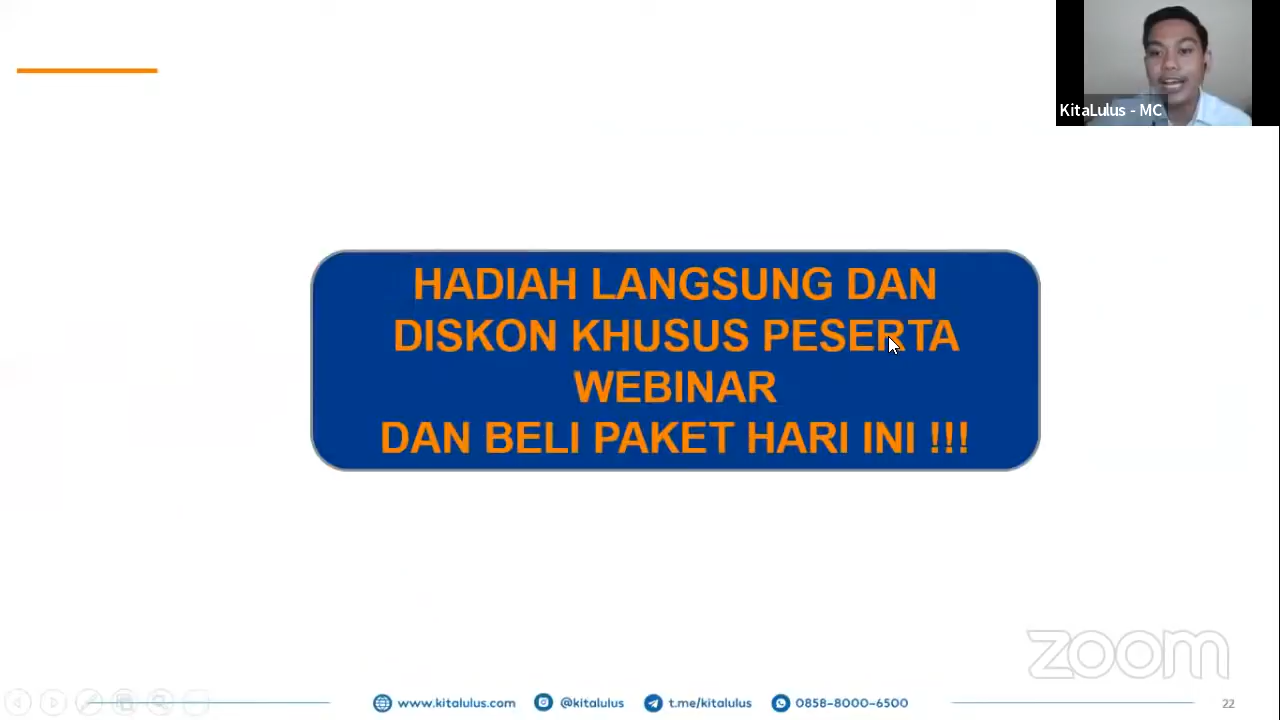 KitaLulus - MC
HADIAH LANGSUNG DAN
DISKON KHUSUS PESERTA
WEBINAR
DAN BELI PAKET HARI INI !!!
zoom
www.kitalulus.com @kitalulus t.me/kitalulus 0858-8000-6500 22